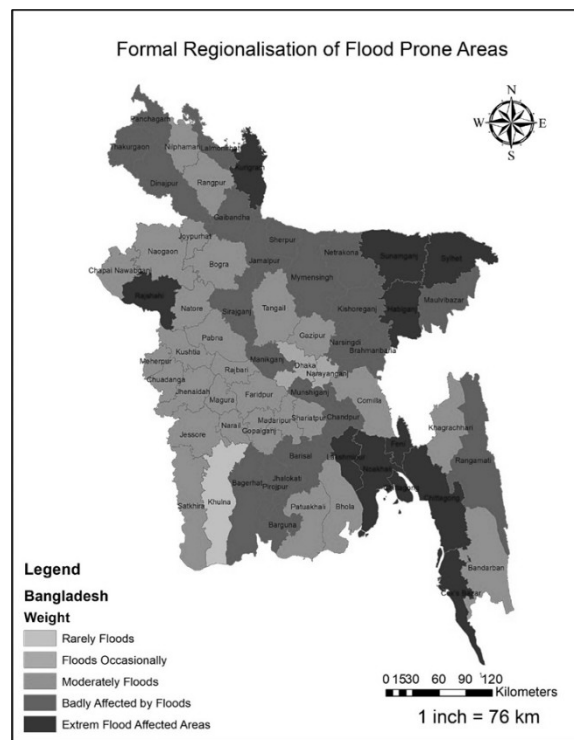 Formal Regionalisation of Flood Prone Areas
N
W E
S
Panchagarh
Thakurgaon
Nilphamari
Lalmonirhat
Kurigram
Dinajpur
Rangpur
Gaibandha
Joypurhat
Sherpur
Netrakona
Sunamganj
Sylhet
Naogaon
Bogra
Jamalpur
Mymensingh
Chapai Nawabganj
Rajshahi
Natore
Sirajganj
Tangail
Kishoreganj
Habiganj
Maulvibazar
Pabna
Gazipur
Narsingdi
Brahmanbaria
Kushtia
Manikganj
Dhaka
Meherpur
Rajbari
Narayanganj
Chuadanga
Jhenaidah
Magura
Faridpur
Munshiganj
Comilla
Khagrachhari
Madaripur
Shariatpur
Chandpur
Jessore
Narail
Gopalganj
Feni
Rangamati
Barisal
Lakshmipur
Noakhali
Khulna
Bagerhat
Jhalokati
Pirojpur
Chittagong
Satkhira
Patuakhali
Bhola
Barguna
Bandarban
Cox's Bazar
Legend
Bangladesh
Weight
Rarely Floods
Floods Occasionally
Moderately Floods
Badly Affected by Floods
Extrem Flood Affected Areas
0 1530 60 90 120
Kilometers
1 inch = 76 km